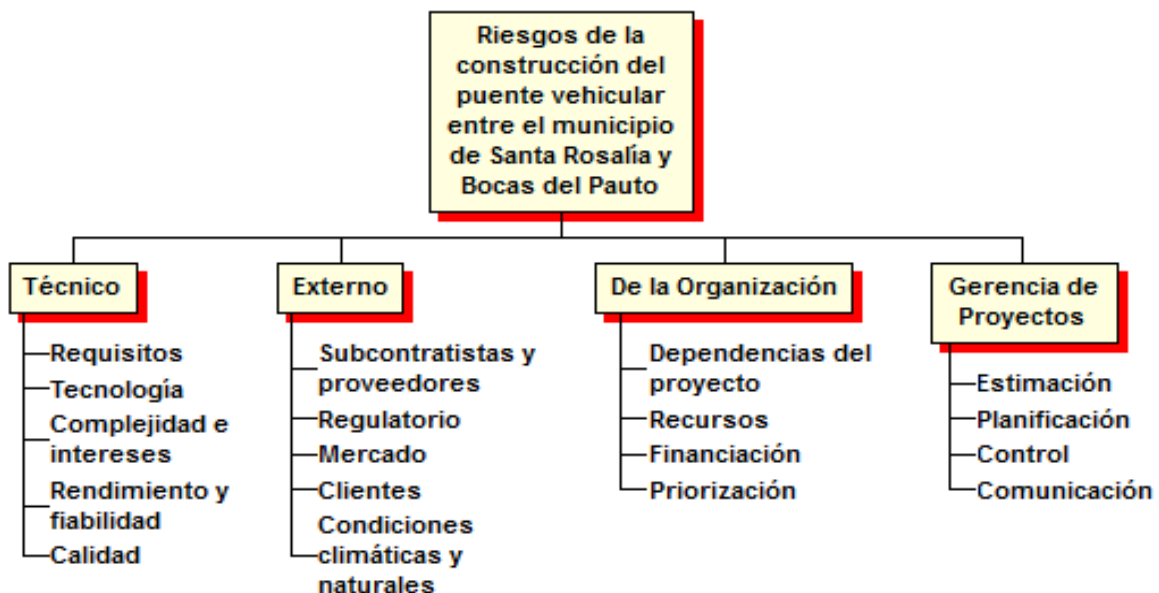 Riesgos de la
construcción del
puente vehicular
entre el municipio
de Santa Rosalía y
Bocas del Pauto
Técnico
Requisitos
Tecnología
Complejidad e
intereses
Rendimiento y
fiabilidad
Calidad
Externo
Subcontratistas y
proveedores
Regulatorio
Mercado
Clientes
Condiciones
climáticas y
naturales
De la Organización
Dependencias del
proyecto
Recursos
Financiación
Priorización
Gerencia de
Proyectos
Estimación
Planificación
Control
Comunicación